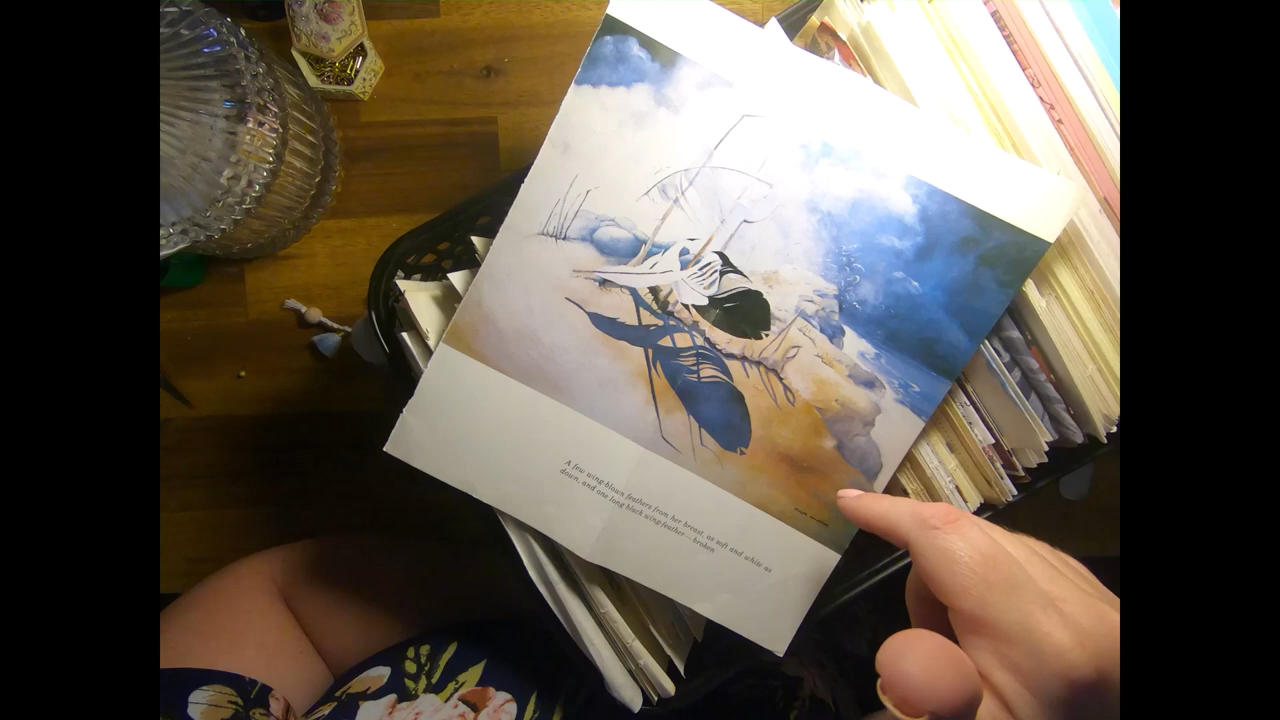 A few wing-blown feathers from her breast, as soft and white as
down, and one long black wing-feather — broken